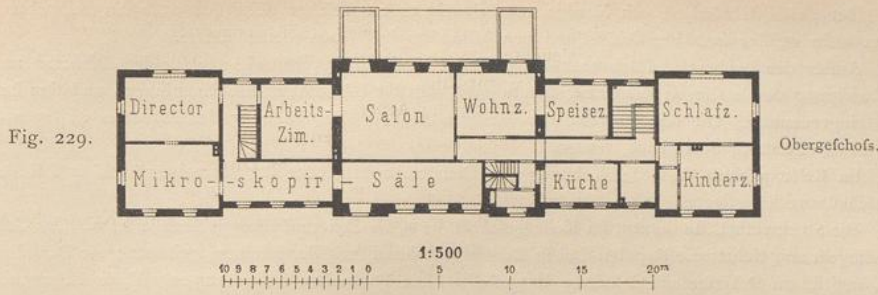 Director
Arbeits-
Zim.
Salon
Wohnz.
Speisez.
Schlafz.
Fig. 229.
Obergeſchoſs.
Mikro-skopir-Säle
Küche
Kinderz.
1:500
10 9 8 7 6 5 4 3 2 1 0 5 10 15 20m